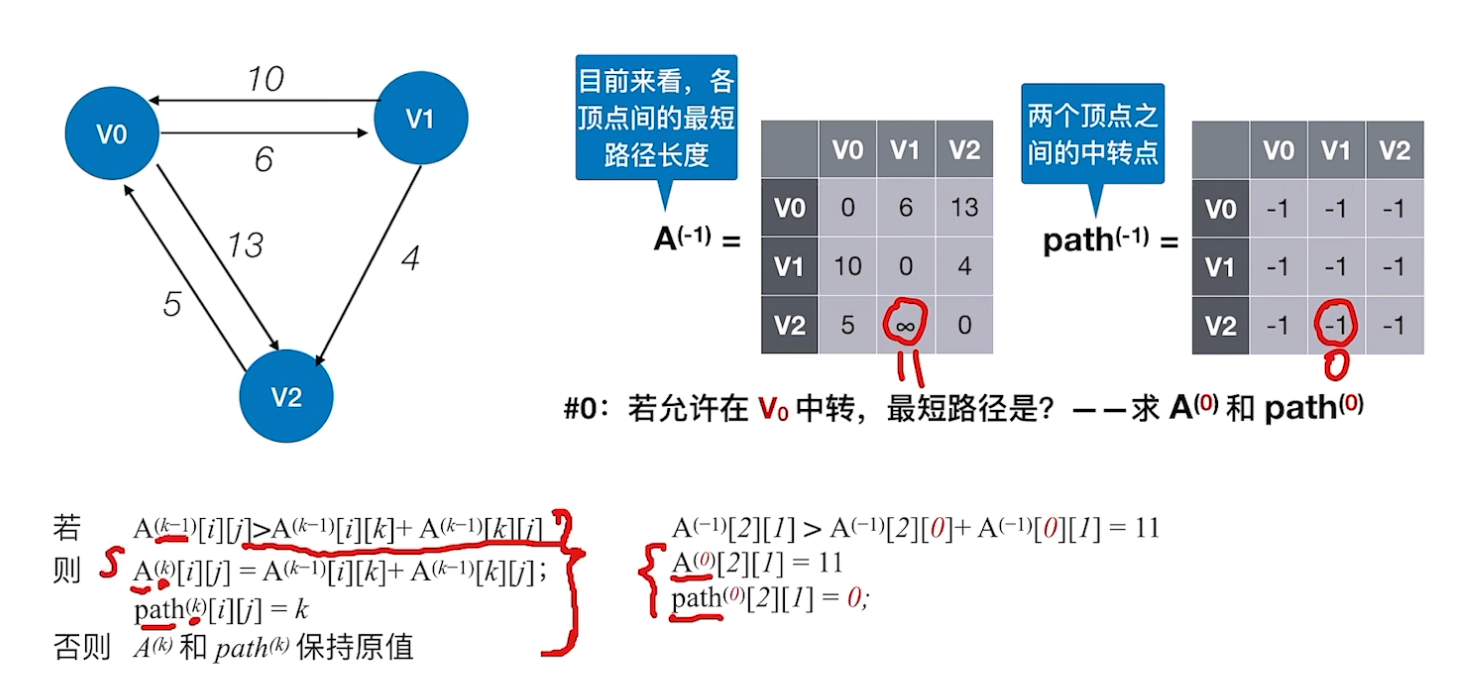 10
V0
V1
6
13
4
5
V2
目前来看，各
顶点间的最短
路径长度
A(-1) =
V0 V1 V2
V0 0 6 13
V1 10 0 4
V2 5 ∞ 0
11
两个顶点之
间的中转点
path(-1) =
V0 V1 V2
V0 -1 -1 -1
V1 -1 -1 -1
V2 -1 -1 -1
0
#0：若允许在 V0 中转，最短路径是？——求 A(0) 和 path(0)
若 A(k−1)[i][j]>A(k−1)[i][k]+ A(k−1)[k][j]
则 A(k)[i][j] = A(k−1)[i][k]+ A(k−1)[k][j]；
path(k)[i][j] = k
否则 A(k) 和 path(k) 保持原值
A(−1)[2][1] > A(−1)[2][0]+ A(−1)[0][1] = 11
A(0)[2][1] = 11
path(0)[2][1] = 0;